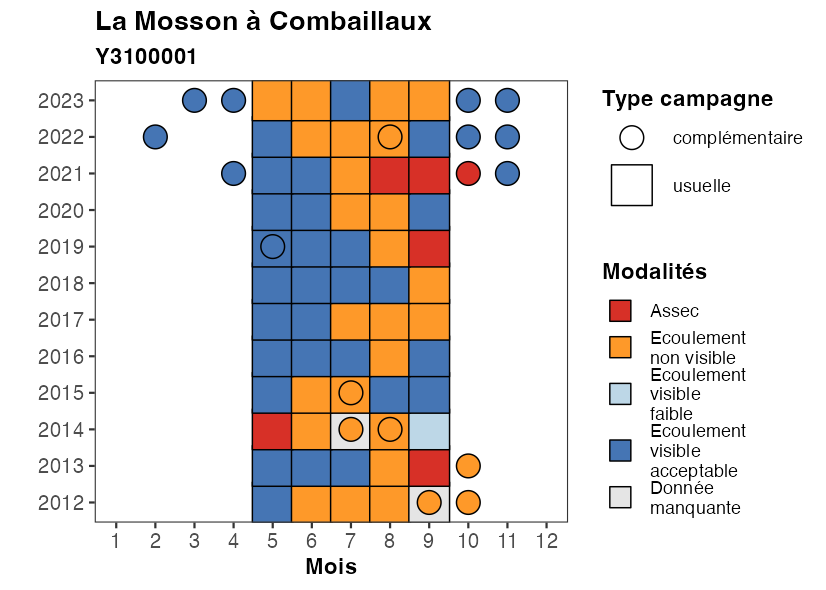 La Mosson à Combaillaux
Y3100001
2023
2022
2021
2020
2019
2018
2017
2016
2015
2014
2013
2012
1 2 3 4 5 6 7 8 9 10 11 12
Mois
Type campagne
complémentaire
usuelle
Modalités
Assec
Ecoulement
non visible
Ecoulement
visible
faible
Ecoulement
visible
acceptable
Donnée
manquante